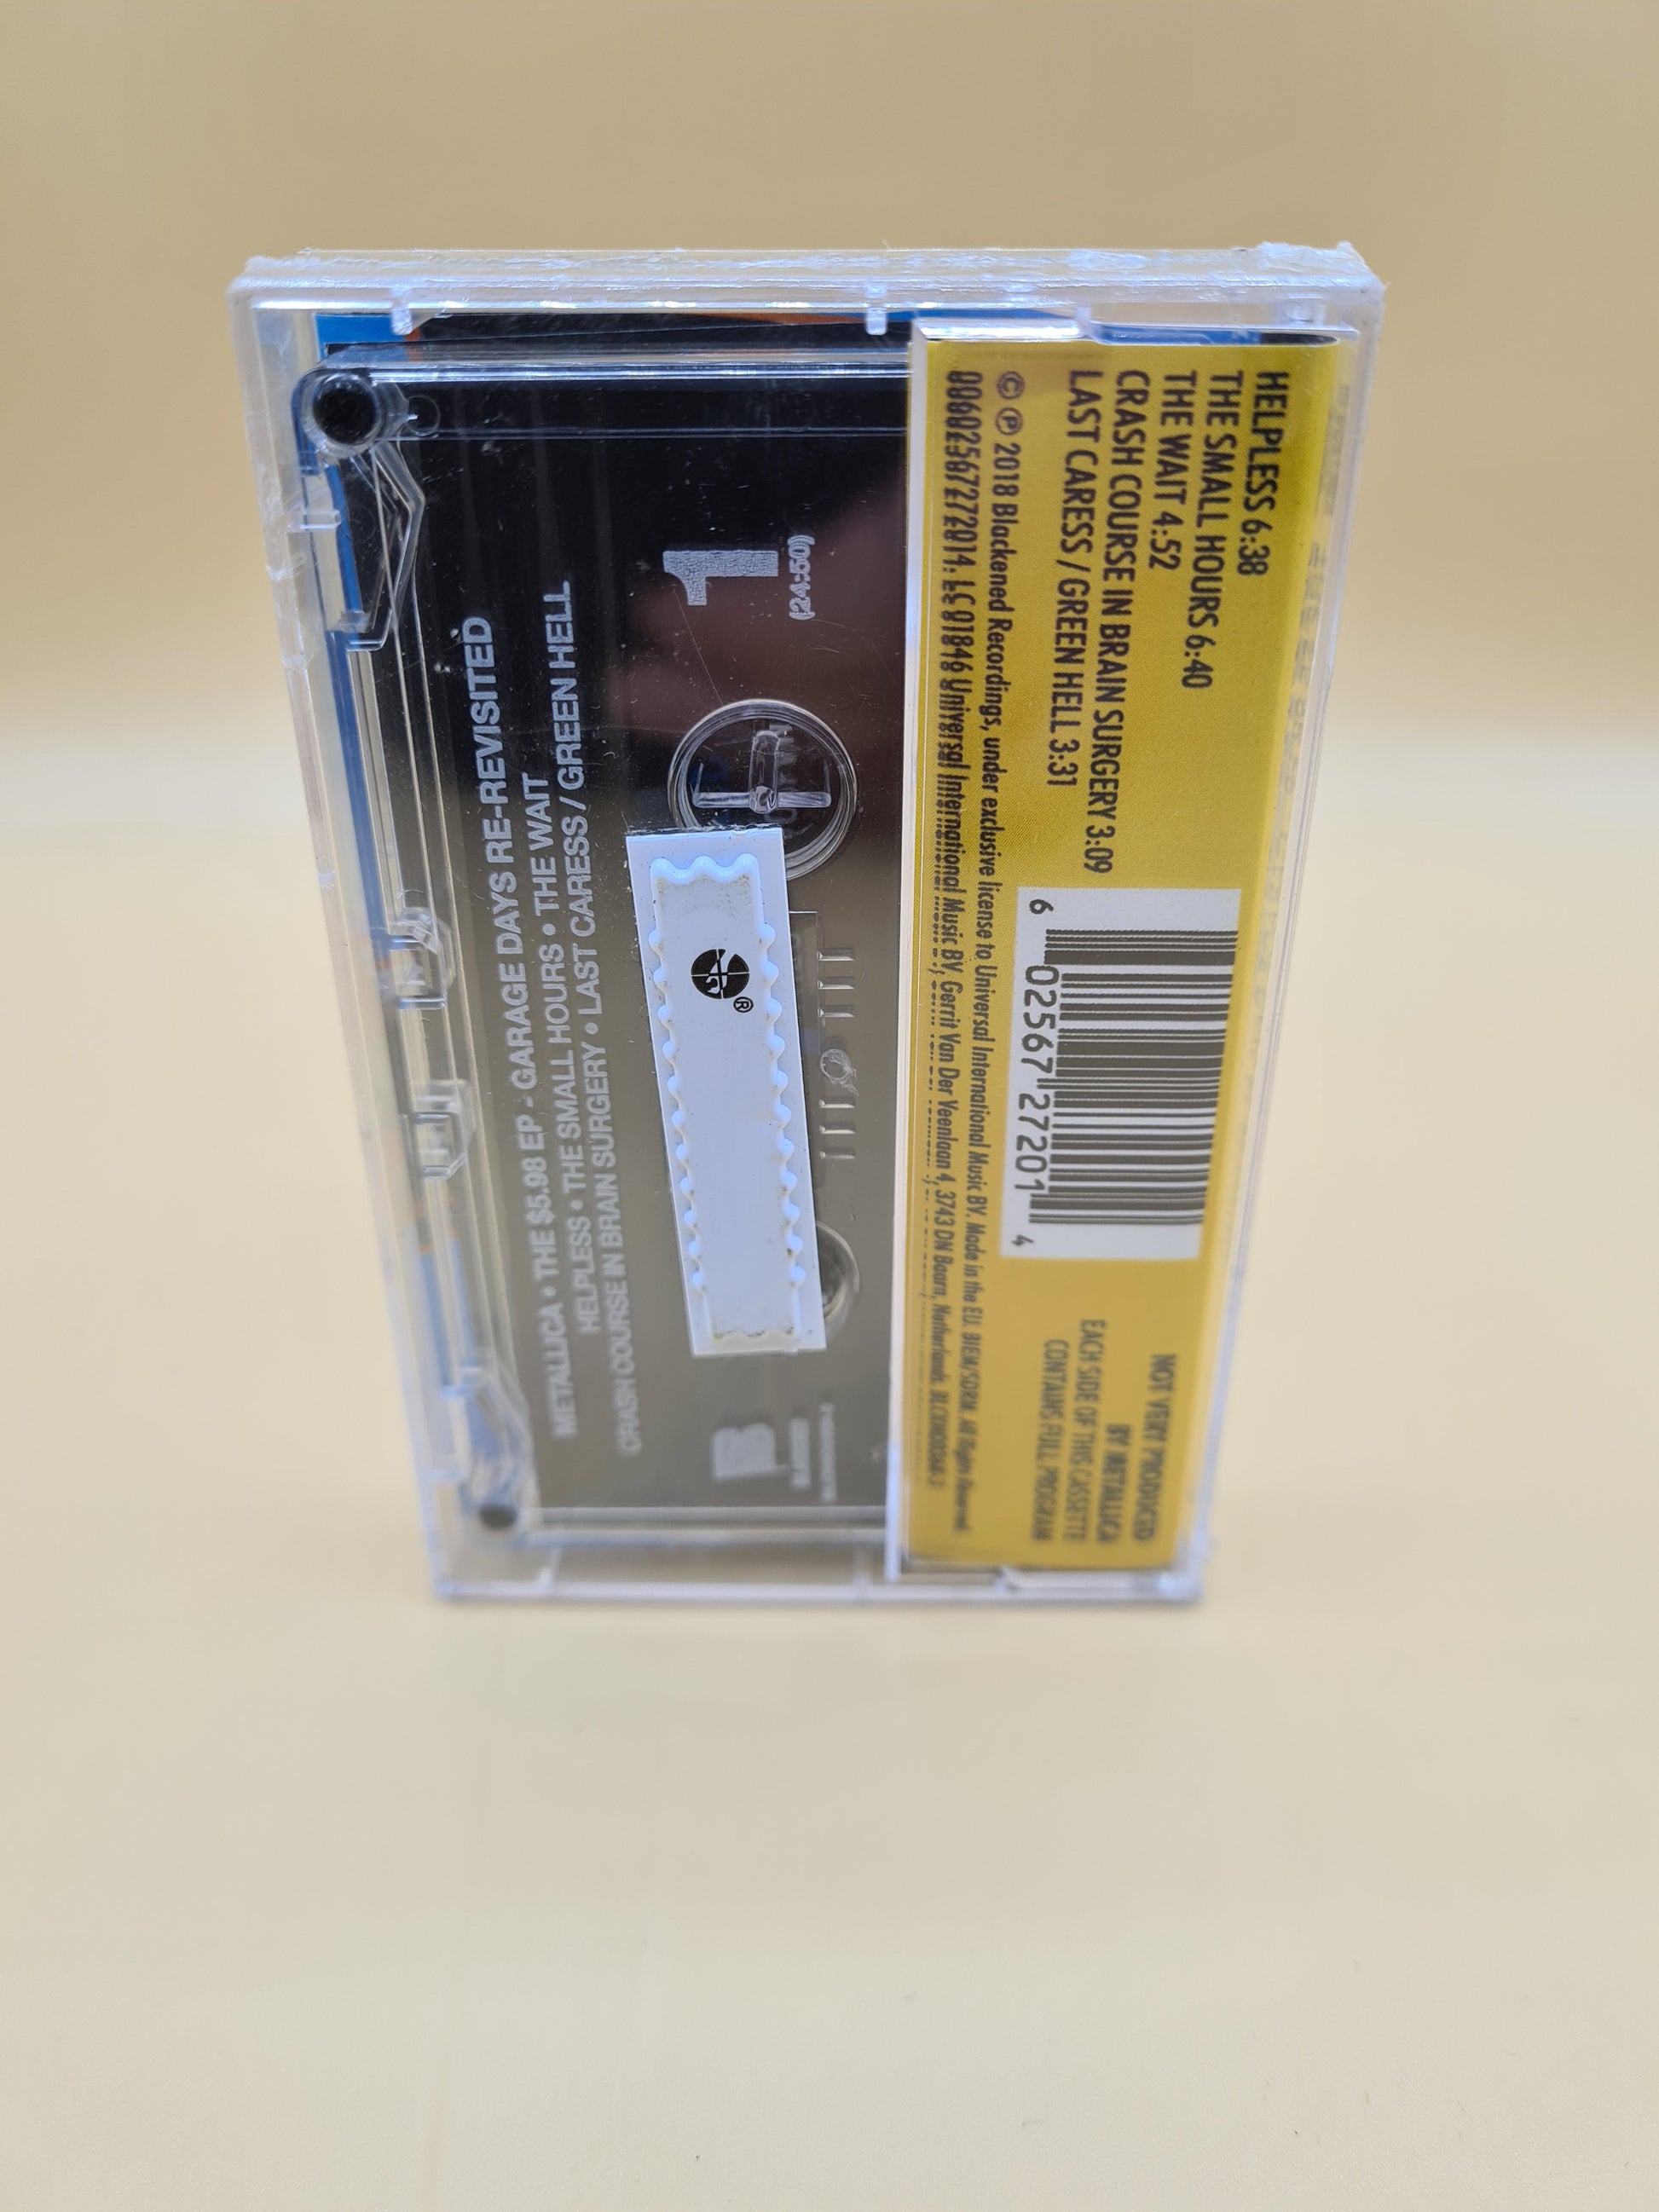 HELPLESS 6:38
THE SMALL HOURS 6:40
THE WAIT 4:52
CRASH COURSE IN BRAIN SURGERY 3:09
LAST CARESS / GREEN HELL 3:31
© ℗ 2018 Blackened Recordings, under exclusive license to Universal International Music BV. Made in the EU. BIEM/SDRM. All Rights Reserved.
00602567272014. LC 01846 Universal International Music BV, Gerrit Van Der Veenlaan 4, 3743 DN Baarn, Netherlands.
6 02567 27201 4
NOT VERY PRODUCED
BY METALLICA
EACH SIDE OF THIS CASSETTE
CONTAINS FULL PROGRAM
METALLICA • THE $5.98 EP - GARAGE DAYS RE-REVISITED
HELPLESS • THE SMALL HOURS • THE WAIT
CRASH COURSE IN BRAIN SURGERY • LAST CARESS / GREEN HELL
1
(24:50)
B
®